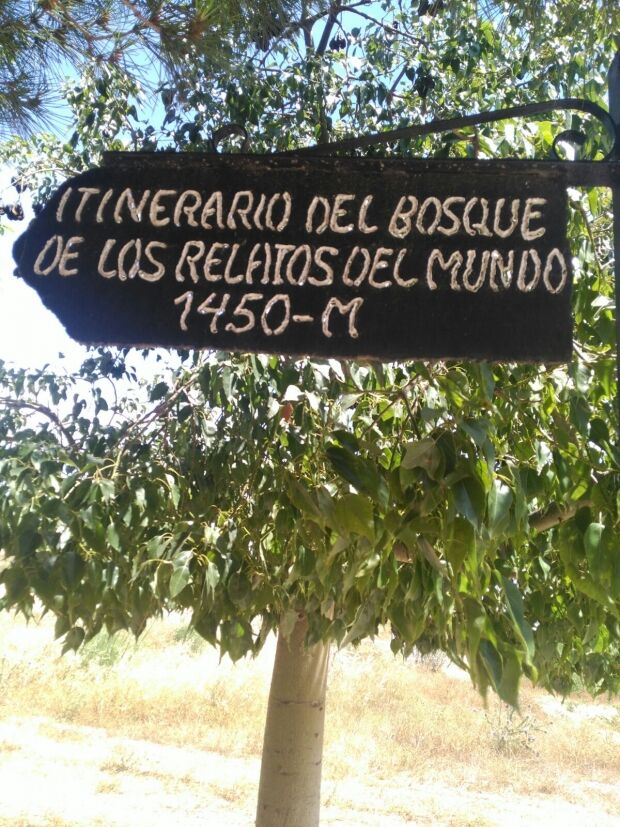 ITINERARIO DEL BOSQUE
DE LOS RELATOS DEL MUNDO
1450-M